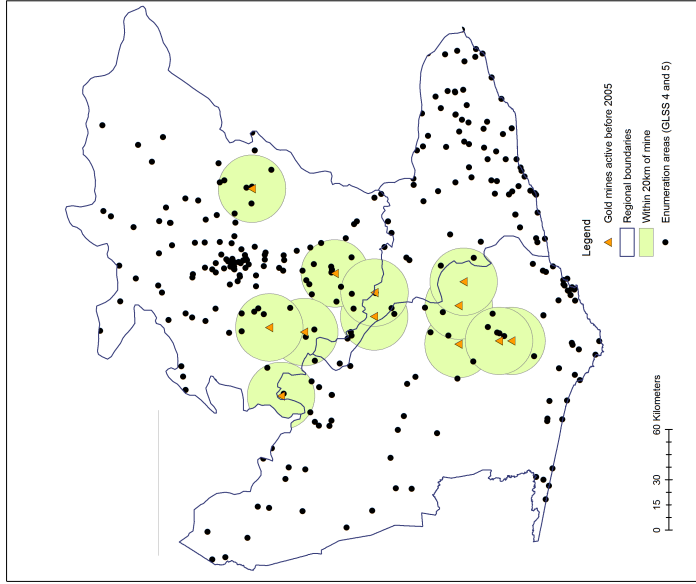 Legend
Gold mines active before 2005
Regional boundaries
Within 20km of mine
Enumeration areas (GLSS 4 and 5)
0 15 30 60 Kilometers